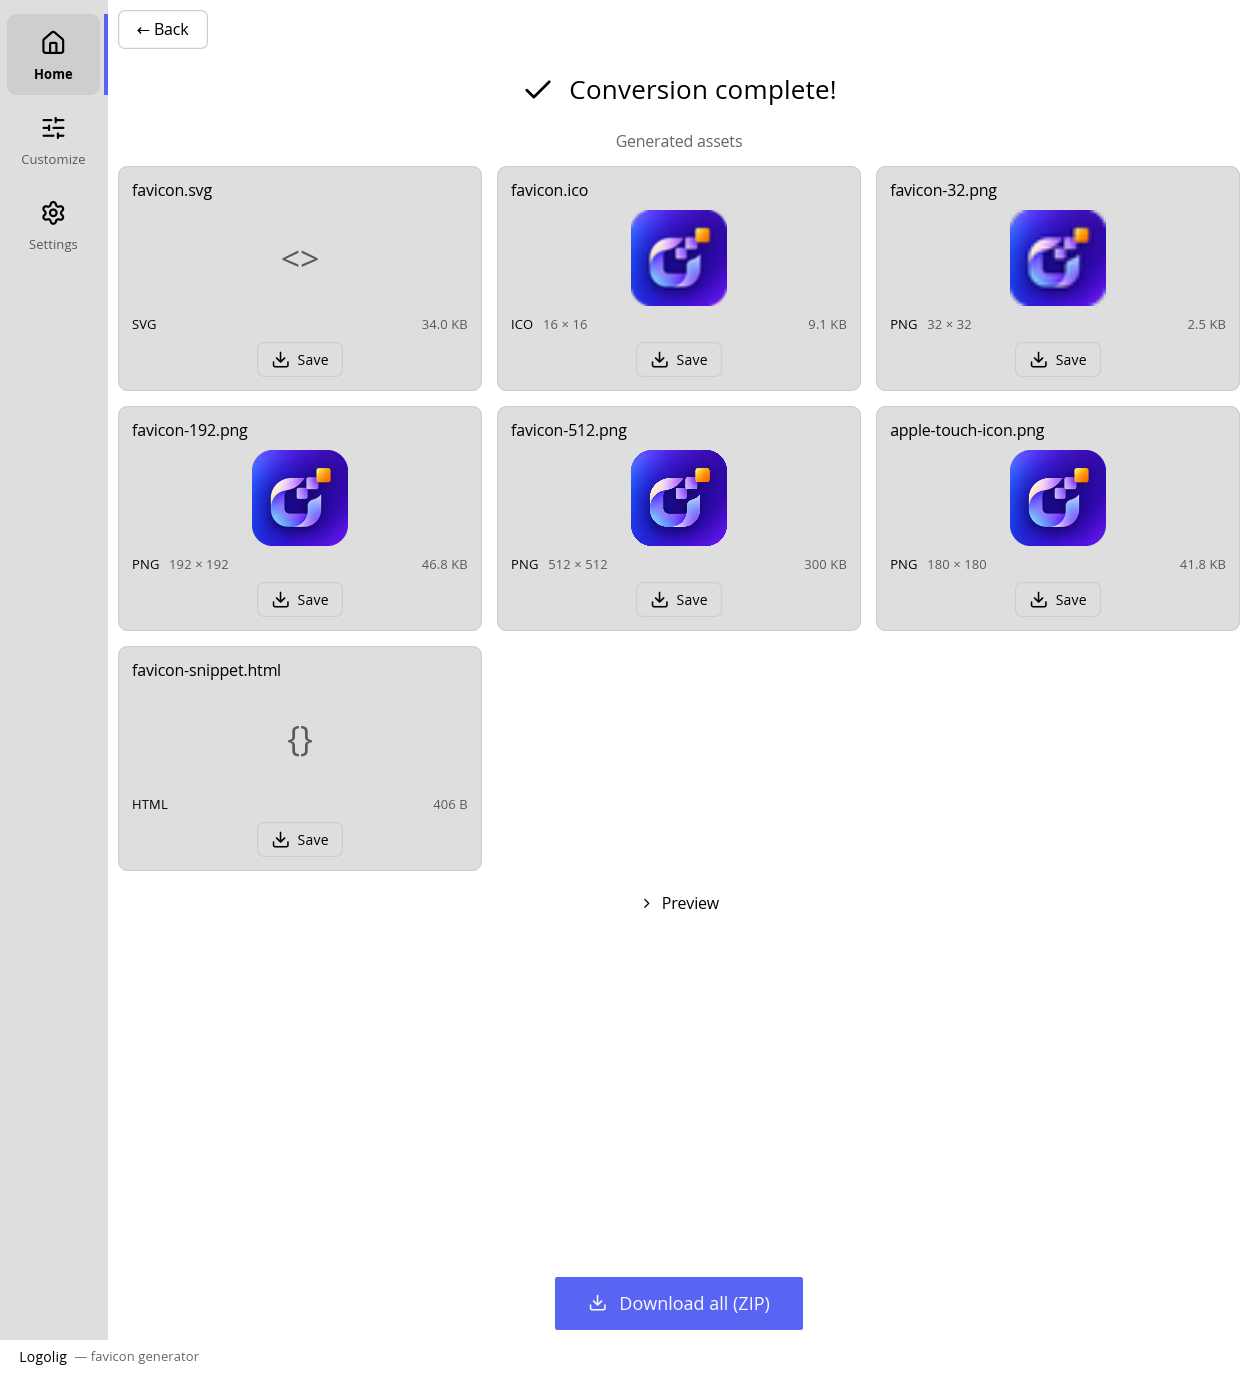 ← Back
Home
Customize
Settings
Conversion complete!
Generated assets
favicon.svg
<>
SVG 34.0 KB
Save
favicon.ico
ICO 16 × 16 9.1 KB
Save
favicon-32.png
PNG 32 × 32 2.5 KB
Save
favicon-192.png
PNG 192 × 192 46.8 KB
Save
favicon-512.png
PNG 512 × 512 300 KB
Save
apple-touch-icon.png
PNG 180 × 180 41.8 KB
Save
favicon-snippet.html
{}
HTML 406 B
Save
Preview
Download all (ZIP)
Logolig — favicon generator